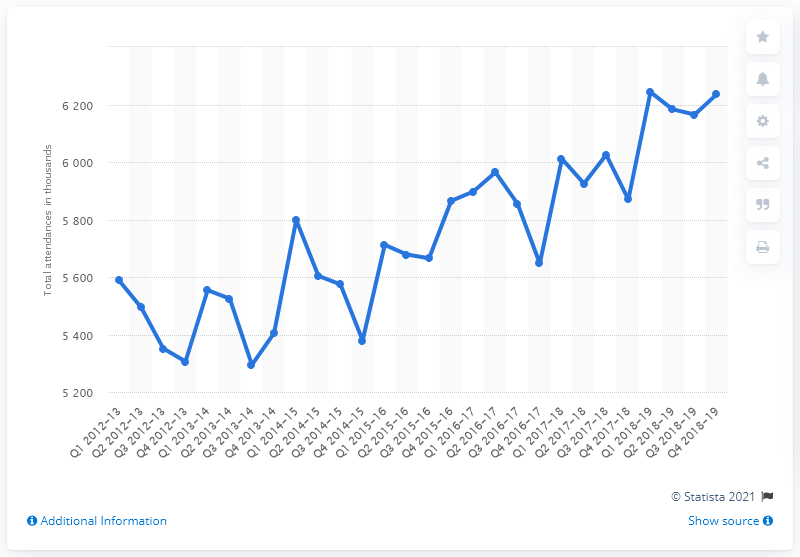 Total attendances in thousands
6 200
6 000
5 800
5 600
5 400
5 200
Q1 2012-13
Q2 2012-13
Q3 2012-13
Q4 2012-13
Q1 2013-14
Q2 2013-14
Q3 2013-14
Q4 2013-14
Q1 2014-15
Q2 2014-15
Q3 2014-15
Q4 2014-15
Q1 2015-16
Q2 2015-16
Q3 2015-16
Q4 2015-16
Q1 2016-17
Q2 2016-17
Q3 2016-17
Q4 2016-17
Q1 2017-18
Q2 2017-18
Q3 2017-18
Q4 2017-18
Q1 2018-19
Q2 2018-19
Q3 2018-19
Q4 2018-19
© Statista 2021
Additional Information
Show source